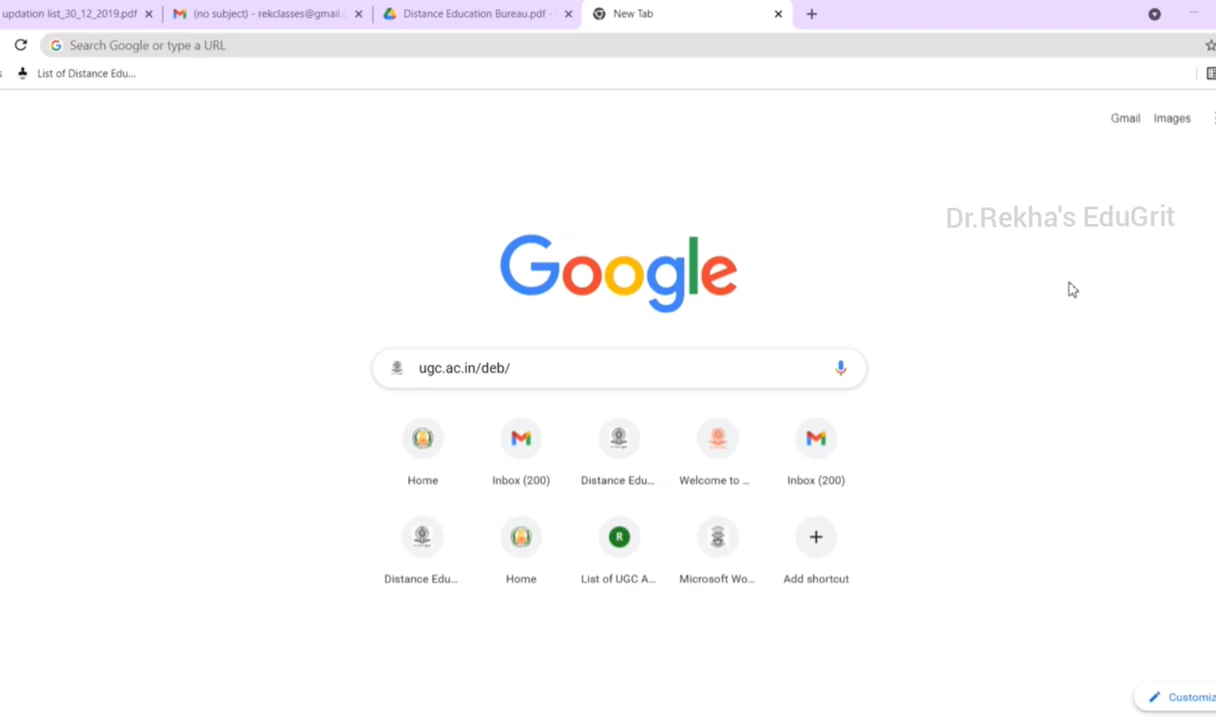 updation list_30_12_2019.pdf
(no subject) - rekclasses@gmail.c
Distance Education Bureau.pdf -
New Tab
Search Google or type a URL
List of Distance Edu...
Gmail Images
Dr.Rekha's EduGrit
Google
ugc.ac.in/deb/
Home Inbox (200) Distance Edu... Welcome to ... Inbox (200)
R
Distance Edu... Home List of UGC A... Microsoft Wo... Add shortcut
Customiz